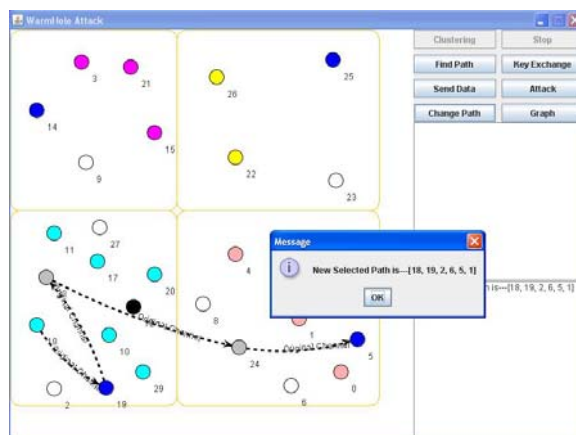 WarmHole Attack
Clustering Stop
Find Path Key Exchange
Send Data Attack
Change Path Graph
3
21
26
25
14
15
9
22
23
11
27
17
20
4
Message
New Selected Path is---[18, 19, 2, 6, 5, 1]
OK
h is---[18, 19, 2, 6, 5, 1]
8
1
10
24
Original Channel
5
2
19
29
6
0